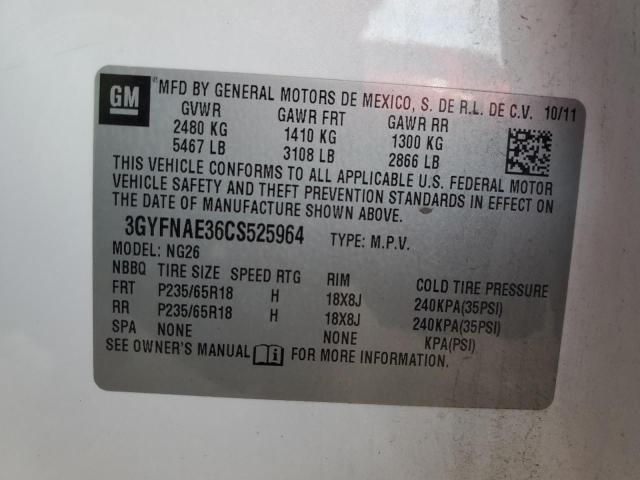 GM
MFD BY GENERAL MOTORS DE MEXICO, S. DE R.L. DE C.V. 10/11
GVWR GAWR FRT GAWR RR
2480 KG 1410 KG 1300 KG
5467 LB 3108 LB 2866 LB
THIS VEHICLE CONFORMS TO ALL APPLICABLE U.S. FEDERAL MOTOR
VEHICLE SAFETY AND THEFT PREVENTION STANDARDS IN EFFECT ON
THE DATE OF MANUFACTURE SHOWN ABOVE.
3GYFNAE36CS525964 TYPE: M.P.V.
MODEL: NG26
NBBQ TIRE SIZE SPEED RTG RIM COLD TIRE PRESSURE
FRT P235/65R18 H 18X8J 240KPA(35PSI)
RR P235/65R18 H 18X8J 240KPA(35PSI)
SPA NONE NONE KPA(PSI)
SEE OWNER'S MANUAL FOR MORE INFORMATION.